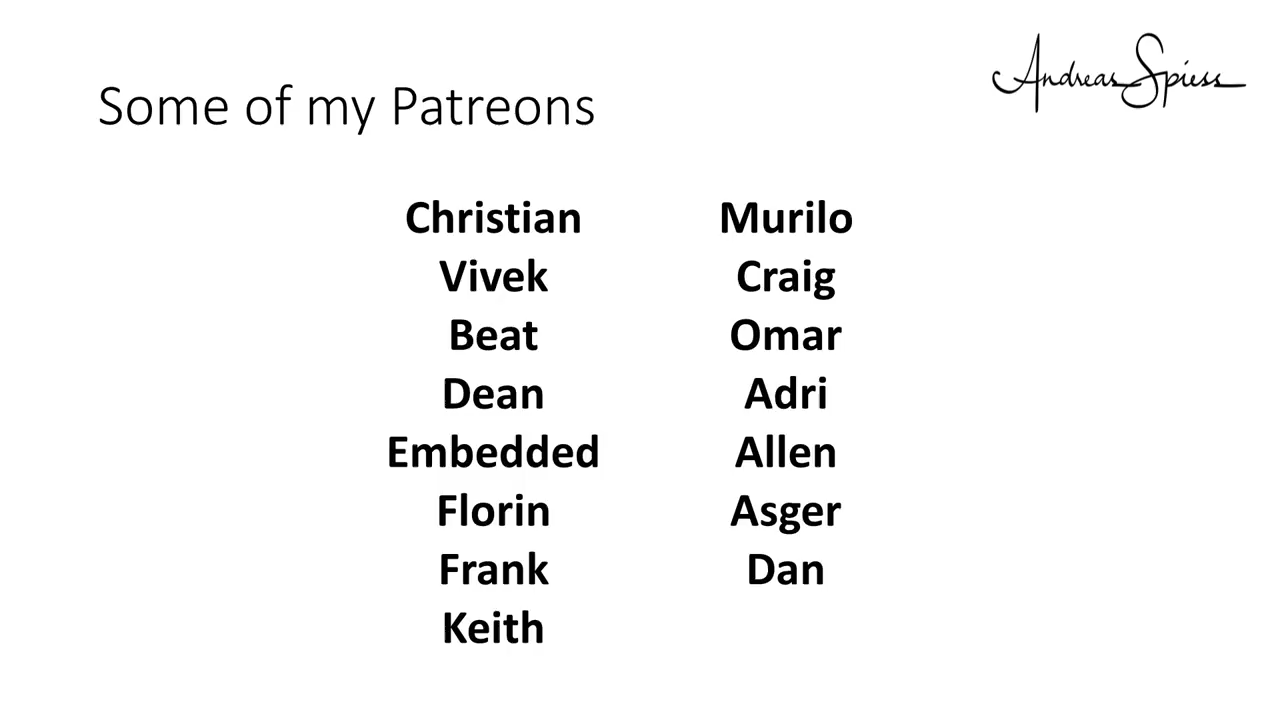 Andreas Spiess
Some of my Patreons
Christian
Vivek
Beat
Dean
Embedded
Florin
Frank
Keith
Murilo
Craig
Omar
Adri
Allen
Asger
Dan